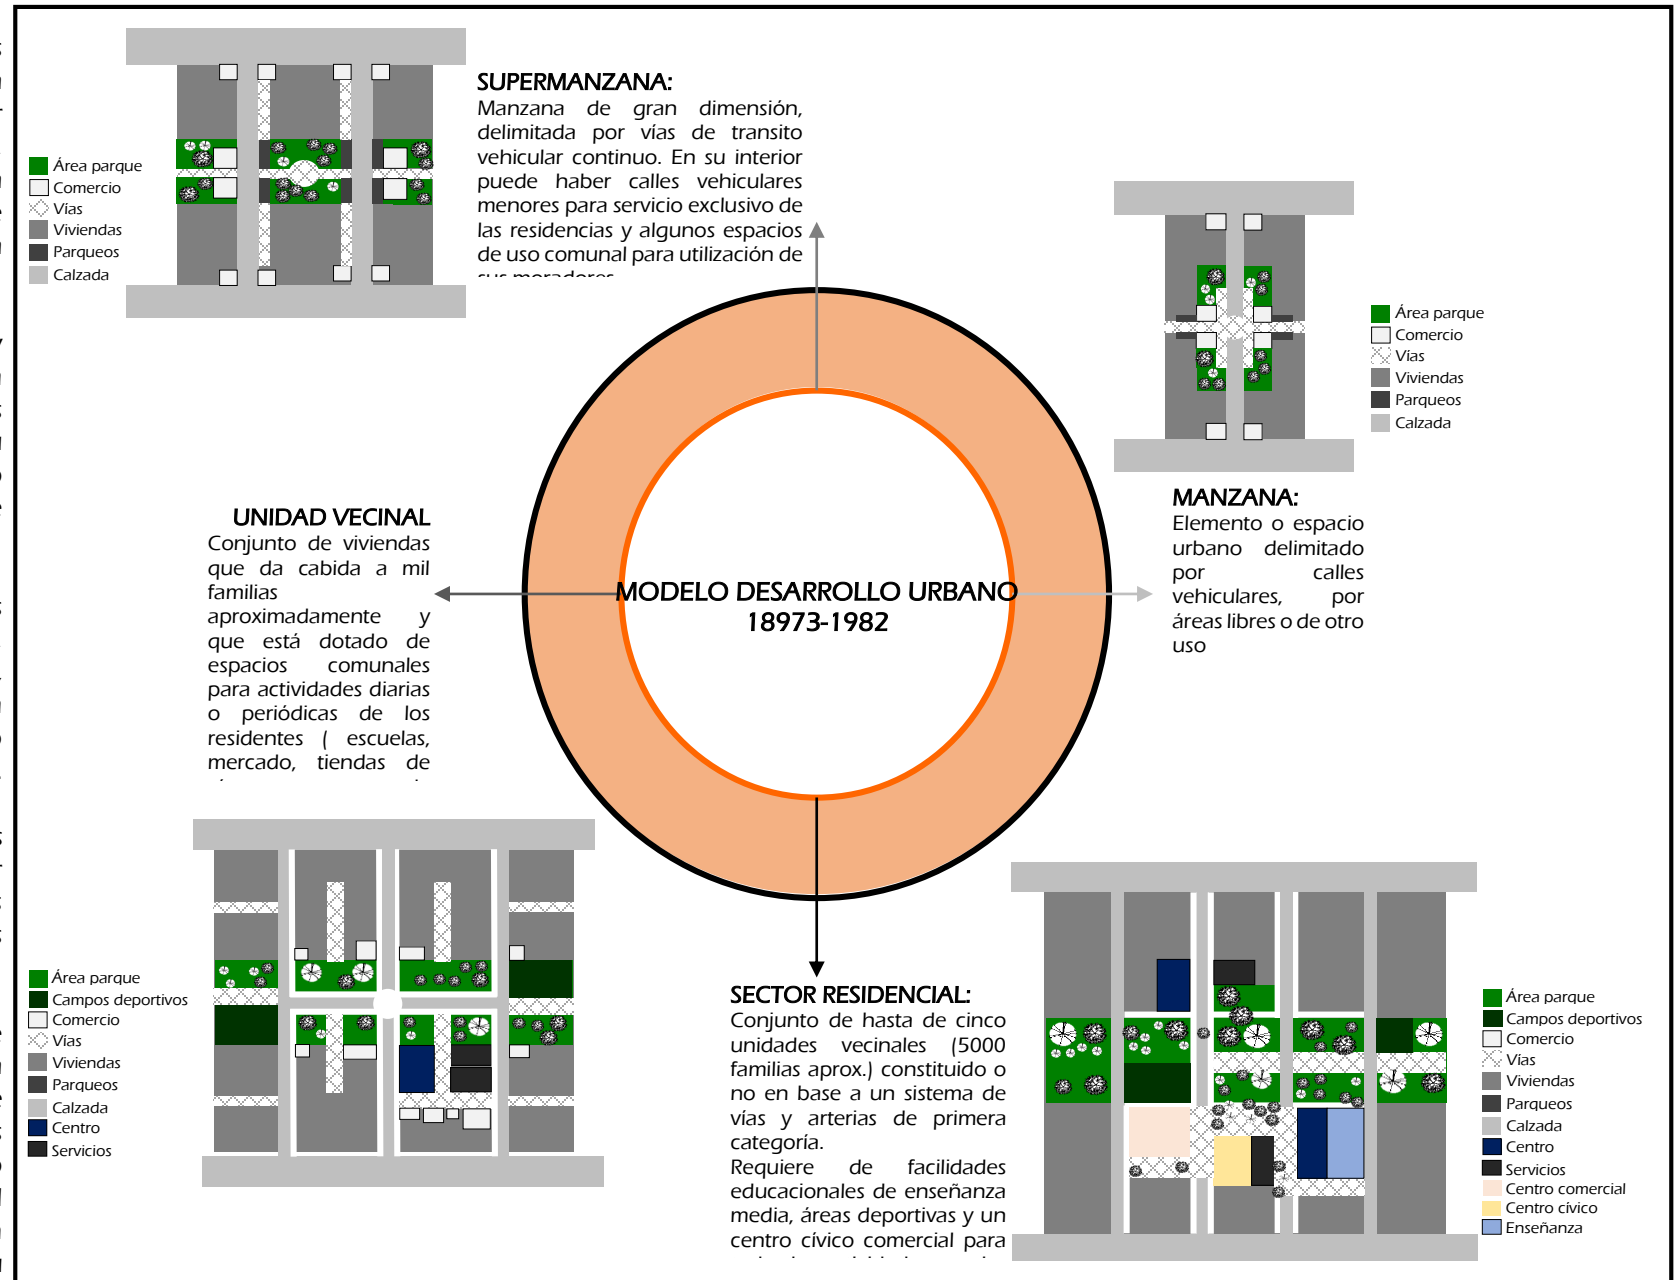 SUPERMANZANA:
Manzana de gran dimensión,
delimitada por vías de transito
vehicular continuo. En su interior
puede haber calles vehiculares
menores para servicio exclusivo de
las residencias y algunos espacios
de uso comunal para utilización de
sus moradores
Área parque
Comercio
Vías
Viviendas
Parqueos
Calzada
Área parque
Comercio
Vías
Viviendas
Parqueos
Calzada
MANZANA:
Elemento o espacio
urbano delimitado
por calles
vehiculares, por
áreas libres o de otro
uso
UNIDAD VECINAL
Conjunto de viviendas
que da cabida a mil
familias
aproximadamente y
que está dotado de
espacios comunales
para actividades diarias
o periódicas de los
residentes ( escuelas,
mercado, tiendas de
MODELO DESARROLLO URBANO
18973-1982
Área parque
Campos deportivos
Comercio
Vías
Viviendas
Parqueos
Calzada
Centro
Servicios
SECTOR RESIDENCIAL:
Conjunto de hasta de cinco
unidades vecinales (5000
familias aprox.) constituido o
no en base a un sistema de
vías y arterias de primera
categoría.
Requiere de facilidades
educacionales de enseñanza
media, áreas deportivas y un
centro cívico comercial para
Área parque
Campos deportivos
Comercio
Vías
Viviendas
Parqueos
Calzada
Centro
Servicios
Centro comercial
Centro cívico
Enseñanza